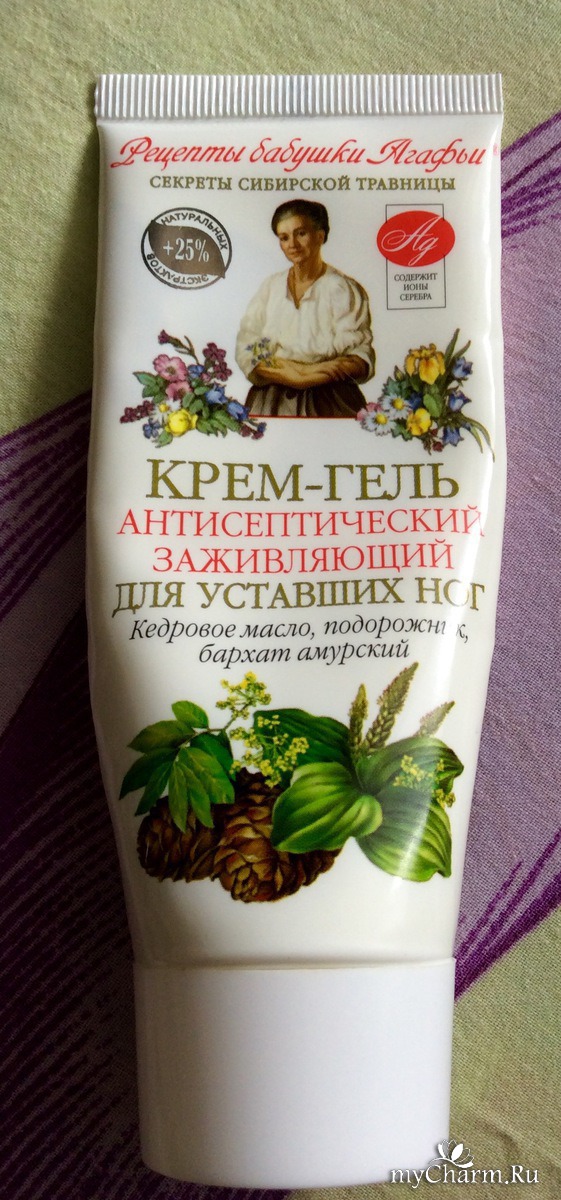 Рецепты бабушки Агафьи
СЕКРЕТЫ СИБИРСКОЙ ТРАВНИЦЫ
НАТУРАЛЬНЫХ
+25%
ЭКСТРАКТОВ
Ag
СОДЕРЖИТ
ИОНЫ
СЕРЕБРА
КРЕМ-ГЕЛЬ
АНТИСЕПТИЧЕСКИЙ
ЗАЖИВЛЯЮЩИЙ
ДЛЯ УСТАВШИХ НОГ
Кедровое масло, подорожник,
бархат амурский
myCharm.Ru